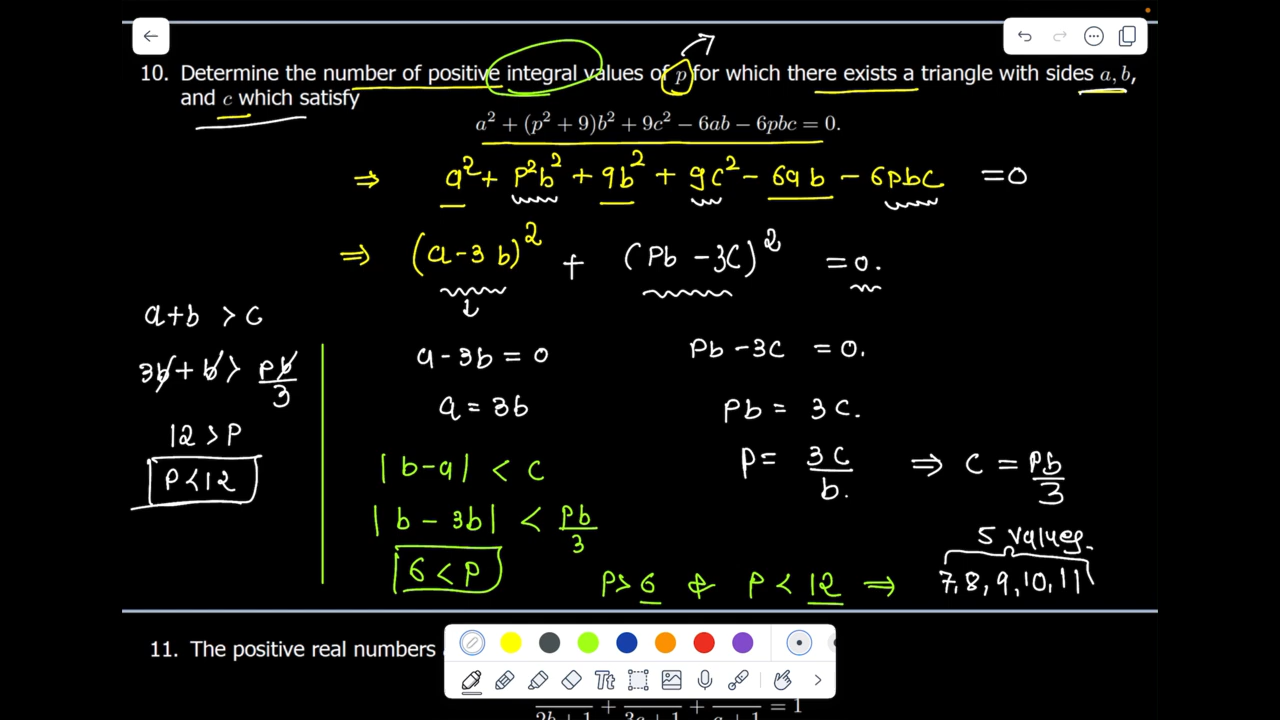 10. Determine the number of positive integral values of p for which there exists a triangle with sides a, b,
and c which satisfy
a² + (p² + 9)b² + 9c² − 6ab − 6pbc = 0.
⇒ a² + p²b² + 9b² + 9c² − 6ab − 6pbc = 0
⇒ (a − 3b)² + (Pb − 3C)² = 0.
a+b > c
3b + b > pb/3
12 > P
P < 12
a − 3b = 0
a = 3b
|b−a| < c
|b − 3b| < pb/3
6 < P
Pb − 3c = 0.
Pb = 3c.
p = 3c/b. ⇒ c = pb/3
5 values.
P > 6 & P < 12 ⇒ 7, 8, 9, 10, 11
11. The positive real numbers
Tt
= 1